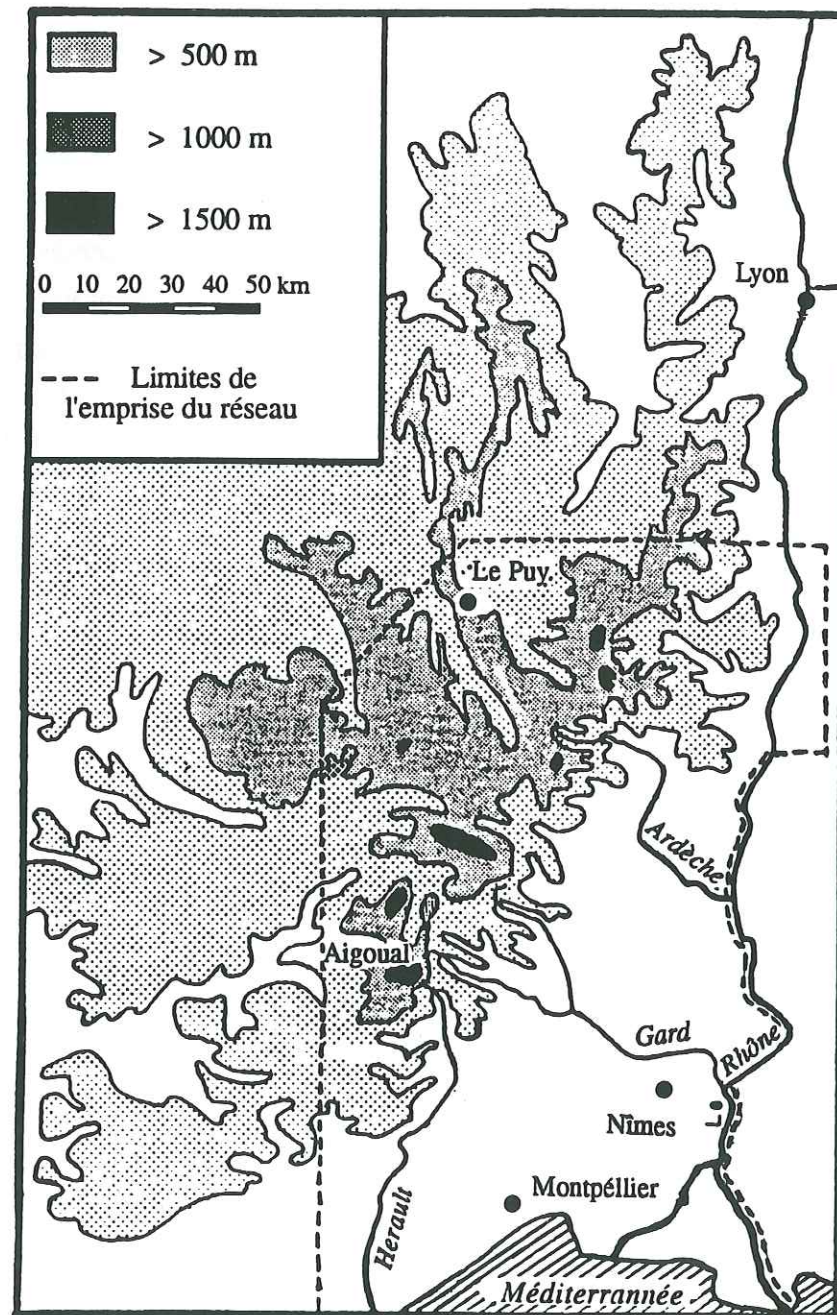 > 500 m
> 1000 m
> 1500 m
0 10 20 30 40 50 km
Limites de
l'emprise du réseau
Lyon
Le Puy.
Ardèche
Aigoual
Gard
Rhône
Nîmes
Montpéllier
Herault
Méditerrannée